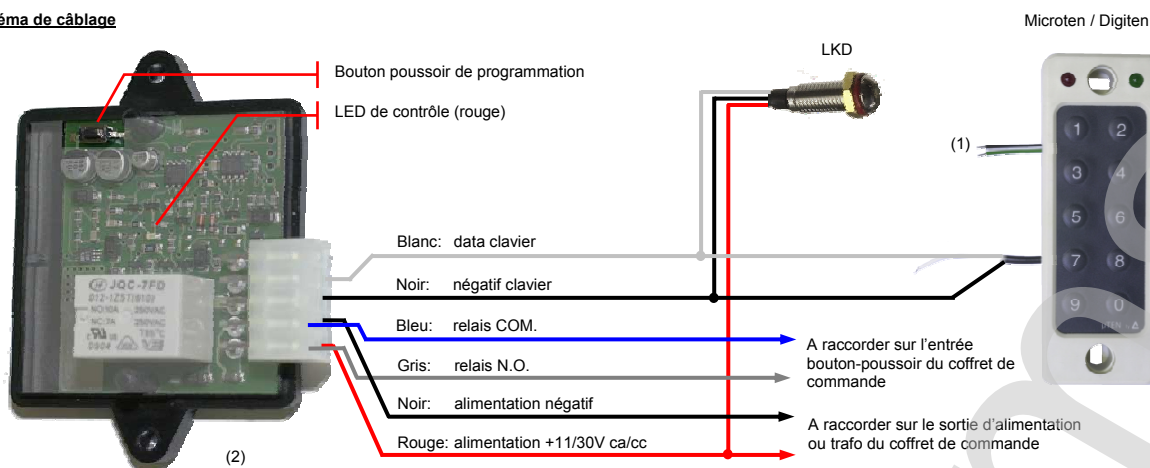 éma de câblage
Microten / Digiten
LKD
Bouton poussoir de programmation
LED de contrôle (rouge)
(1)
1 2
3 4
5 6
7 8
9 0
Blanc: data clavier
Noir: négatif clavier
Bleu: relais COM.
Gris: relais N.O.
Noir: alimentation négatif
Rouge: alimentation +11/30V ca/cc
A raccorder sur l'entrée
bouton-poussoir du coffret de
commande
A raccorder sur le sortie d'alimentation
ou trafo du coffret de commande
JQC-7FD
250VAC
250VAC
(2)